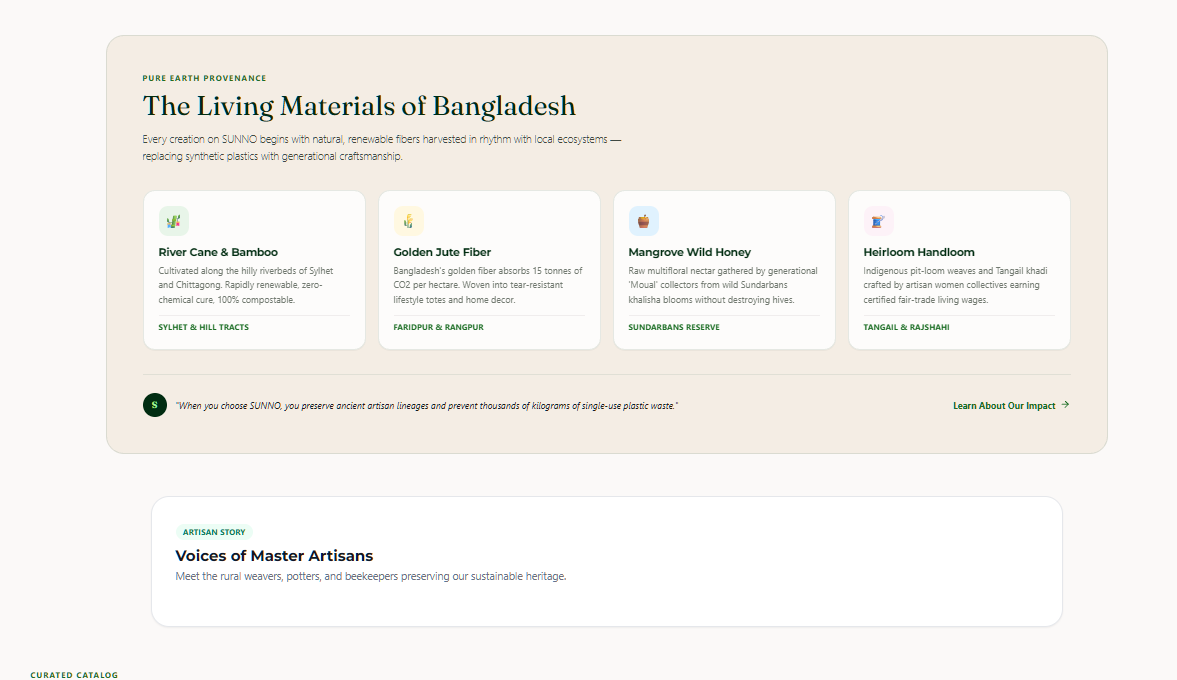 PURE EARTH PROVENANCE
The Living Materials of Bangladesh
Every creation on SUNNO begins with natural, renewable fibers harvested in rhythm with local ecosystems —
replacing synthetic plastics with generational craftsmanship.
River Cane & Bamboo
Cultivated along the hilly riverbeds of Sylhet
and Chittagong. Rapidly renewable, zero-
chemical cure, 100% compostable.
SYLHET & HILL TRACTS
Golden Jute Fiber
Bangladesh's golden fiber absorbs 15 tonnes of
CO2 per hectare. Woven into tear-resistant
lifestyle totes and home decor.
FARIDPUR & RANGPUR
Mangrove Wild Honey
Raw multifloral nectar gathered by generational
'Moual' collectors from wild Sundarbans
khalisha blooms without destroying hives.
SUNDARBANS RESERVE
Heirloom Handloom
Indigenous pit-loom weaves and Tangail khadi
crafted by artisan women collectives earning
certified fair-trade living wages.
TANGAIL & RAJSHAHI
S
"When you choose SUNNO, you preserve ancient artisan lineages and prevent thousands of kilograms of single-use plastic waste."
Learn About Our Impact →
ARTISAN STORY
Voices of Master Artisans
Meet the rural weavers, potters, and beekeepers preserving our sustainable heritage.
CURATED CATALOG